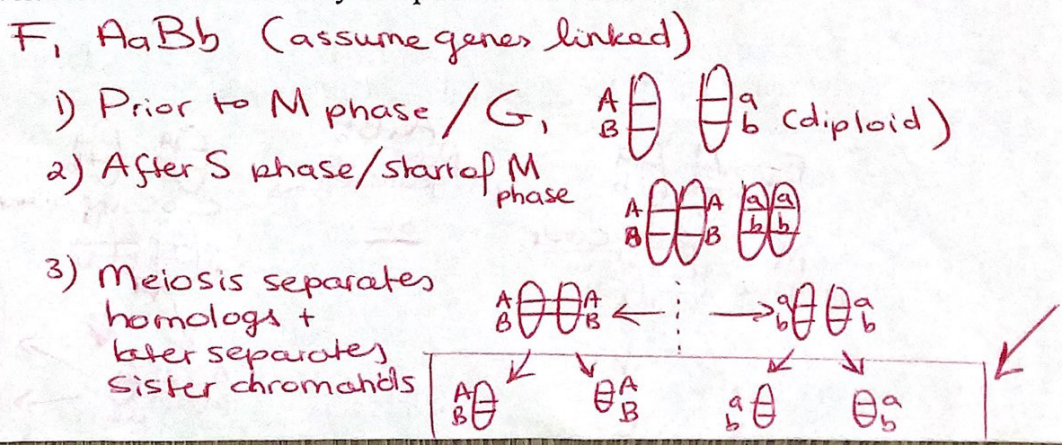 F₁ AaBb (assume genes linked)
1) Prior to M phase/G₁ A B a b (diploid)
2) After S phase/start of M phase
A B A B a b a b
3) Meiosis separates homologs + later separates sister chromatids
A B A B a b a b
A B A B a b a b